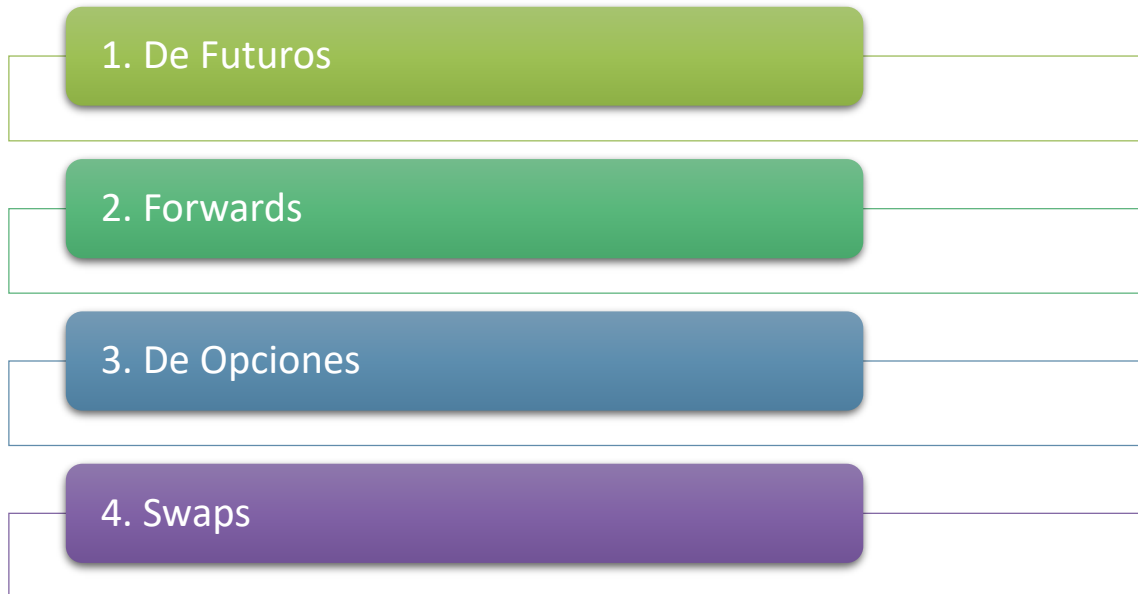 1. De Futuros
2. Forwards
3. De Opciones
4. Swaps